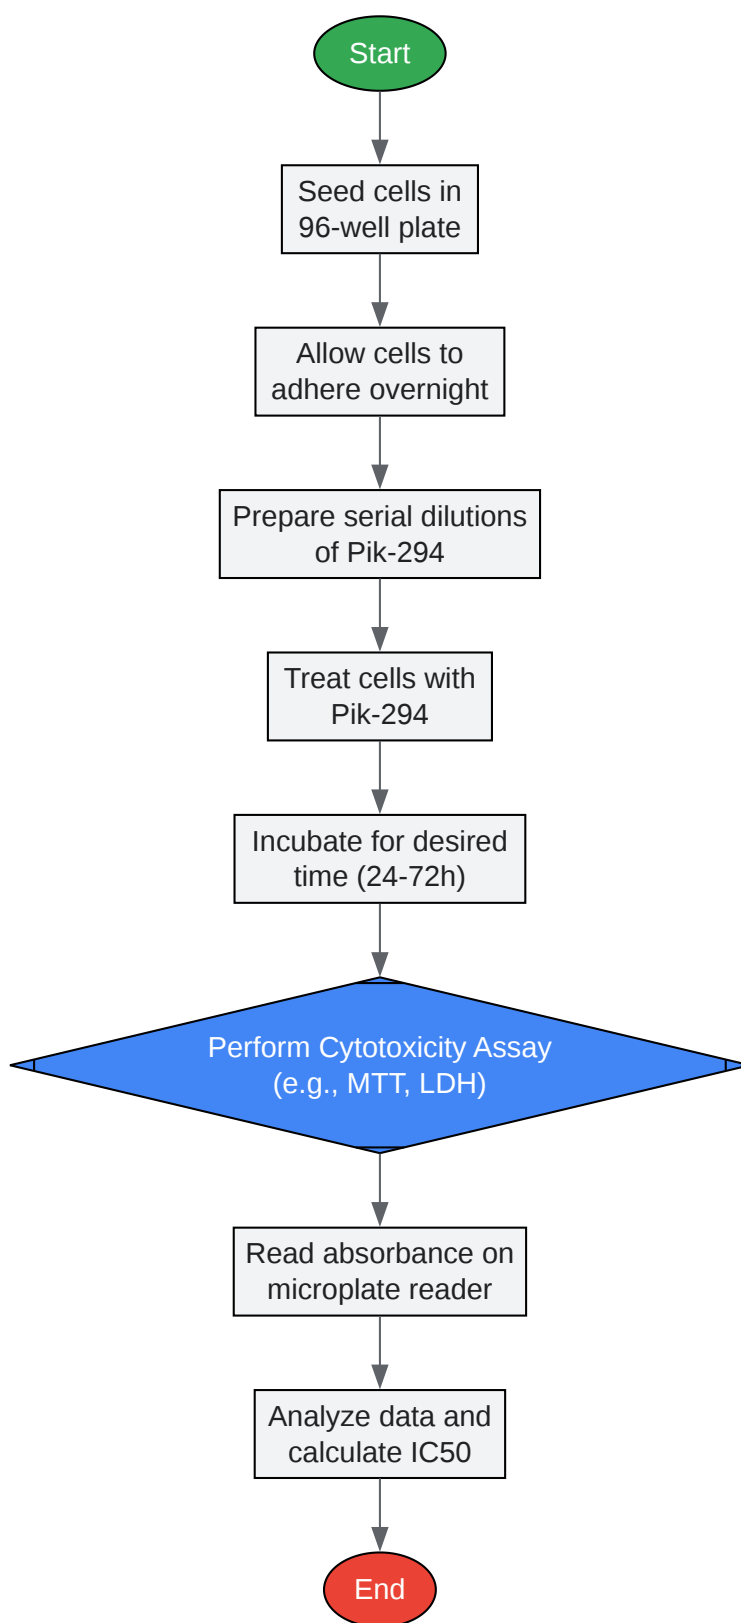 Start
Seed cells in
96-well plate
Allow cells to
adhere overnight
Prepare serial dilutions
of Pik-294
Treat cells with
Pik-294
Incubate for desired
time (24-72h)
Perform Cytotoxicity Assay
(e.g., MTT, LDH)
Read absorbance on
microplate reader
Analyze data and
calculate IC50
End